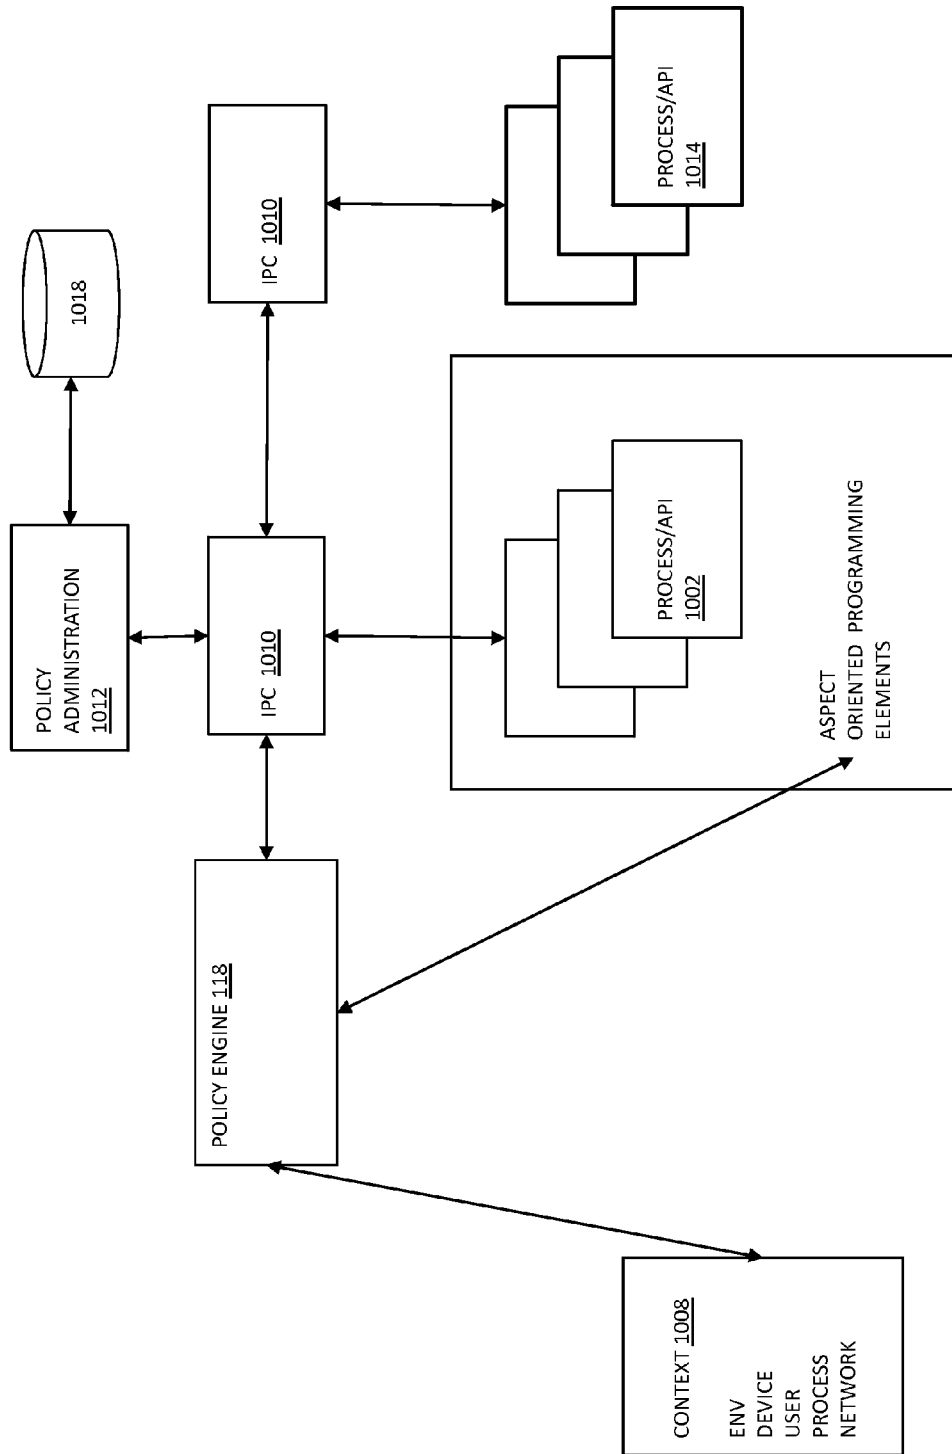 CONTEXT 1008
ENV
DEVICE
USER
PROCESS
NETWORK
POLICY ENGINE 118
POLICY
ADMINISTRATION
1012
1018
IPC 1010
IPC 1010
PROCESS/API
1002
ASPECT
ORIENTED PROGRAMMING
ELEMENTS
PROCESS/API
1014